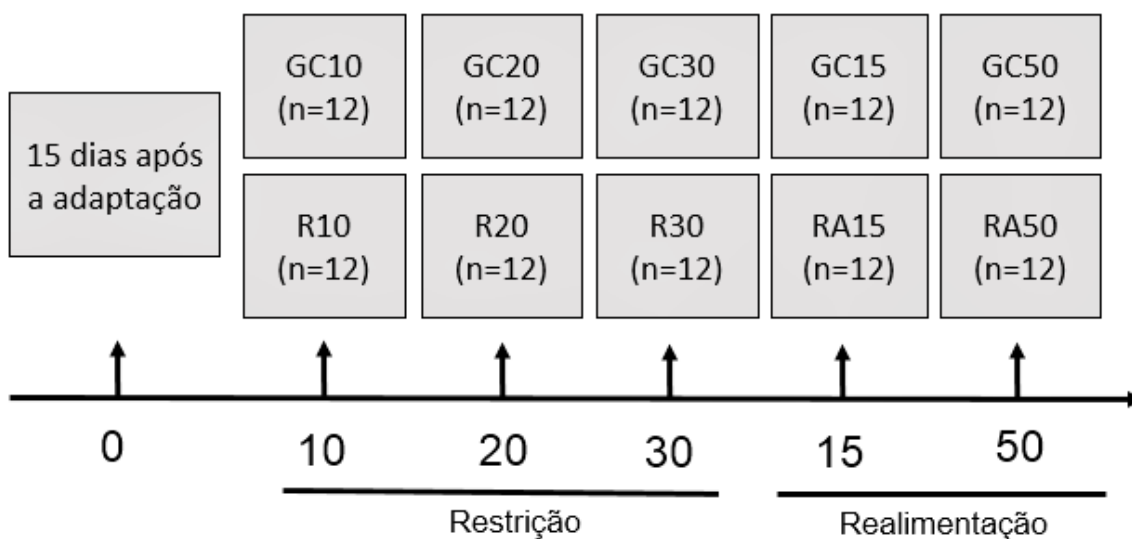 15 dias após
a adaptação
GC10
(n=12)
GC20
(n=12)
GC30
(n=12)
GC15
(n=12)
GC50
(n=12)
R10
(n=12)
R20
(n=12)
R30
(n=12)
RA15
(n=12)
RA50
(n=12)
0
10
20
30
15
50
Restrição
Realimentação